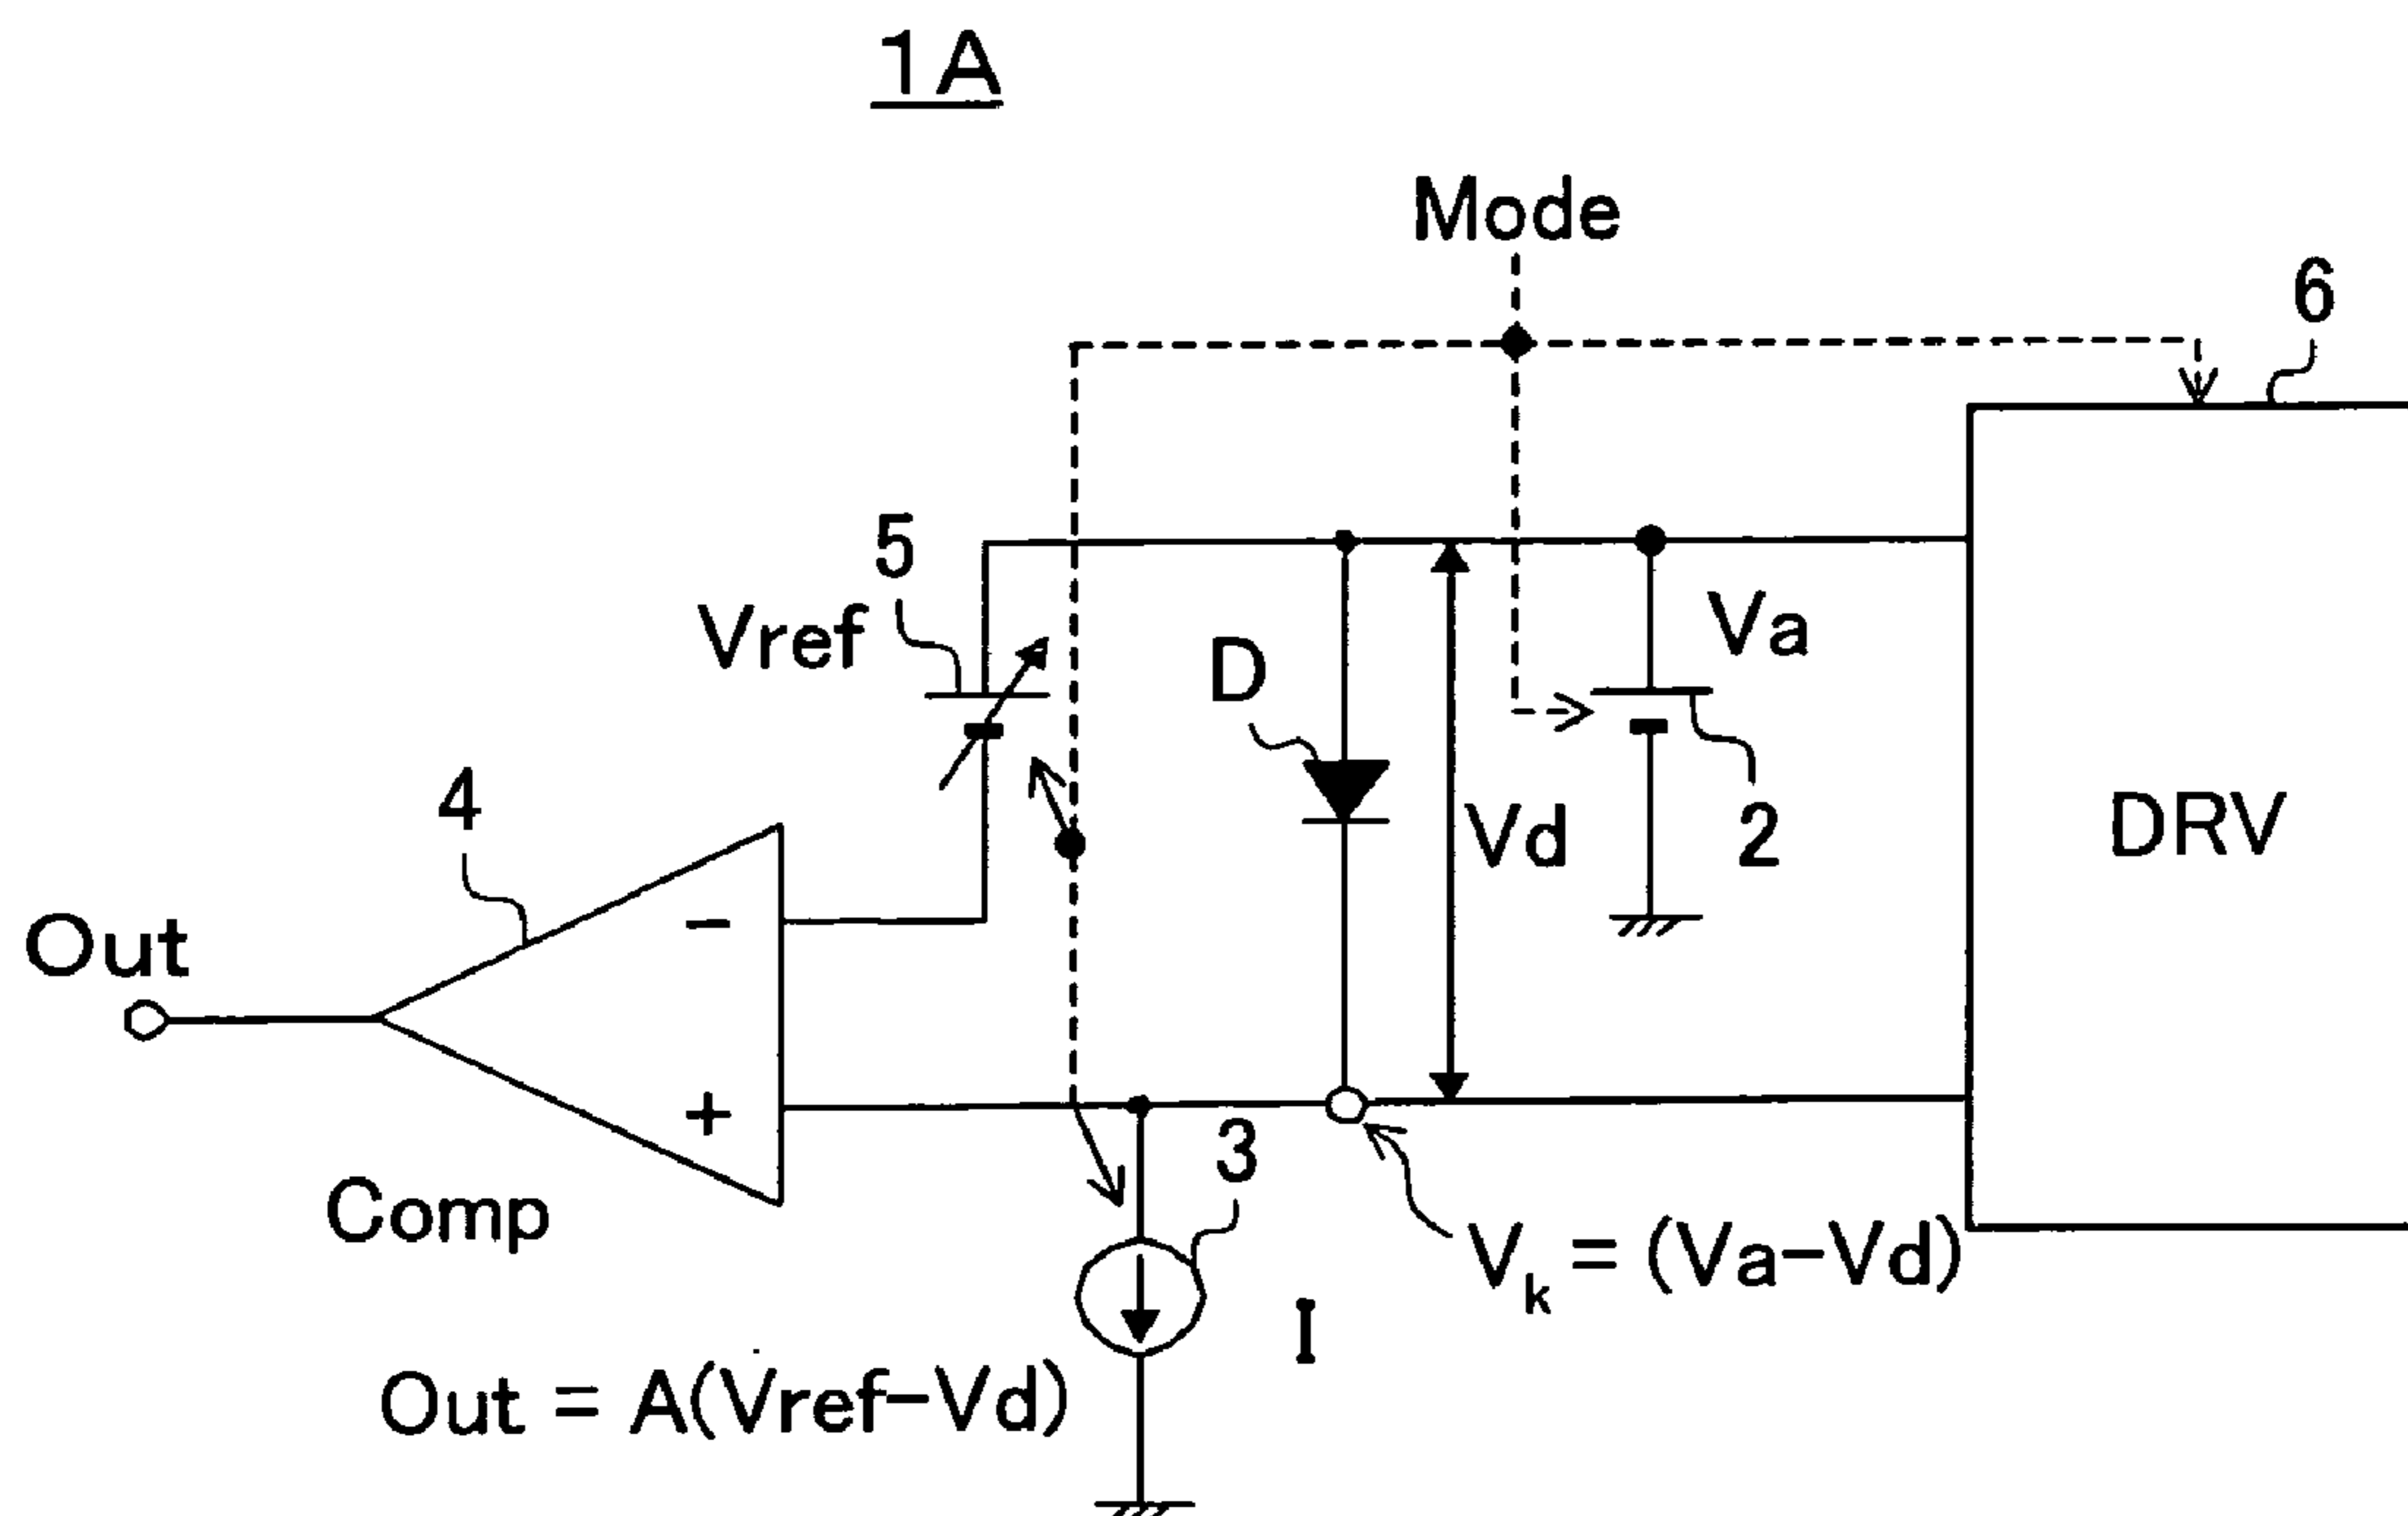 1A
Mode
6
5
Vref
Va
D
4
Vd
2
DRV
Out
−
+
3
Comp
Vk = (Va−Vd)
I
Out = A(Vref−Vd)